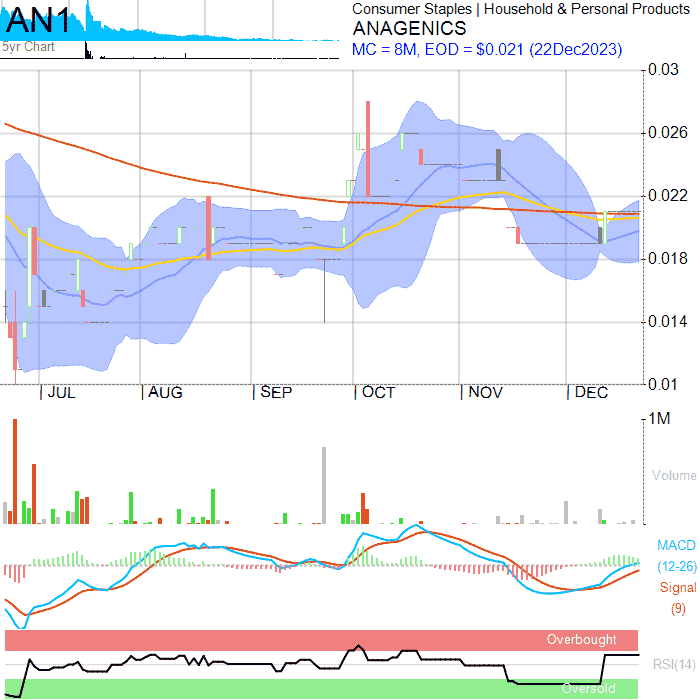 AN1
5yr Chart
Consumer Staples | Household & Personal Products
ANAGENICS
MC = 8M, EOD = $0.021 (22Dec2023)
0.03
0.026
0.022
0.018
0.014
0.01
JUL AUG SEP OCT NOV DEC
1M
Volume
MACD
(12-26)
Signal
(9)
Overbought
RSI(14)
Oversold